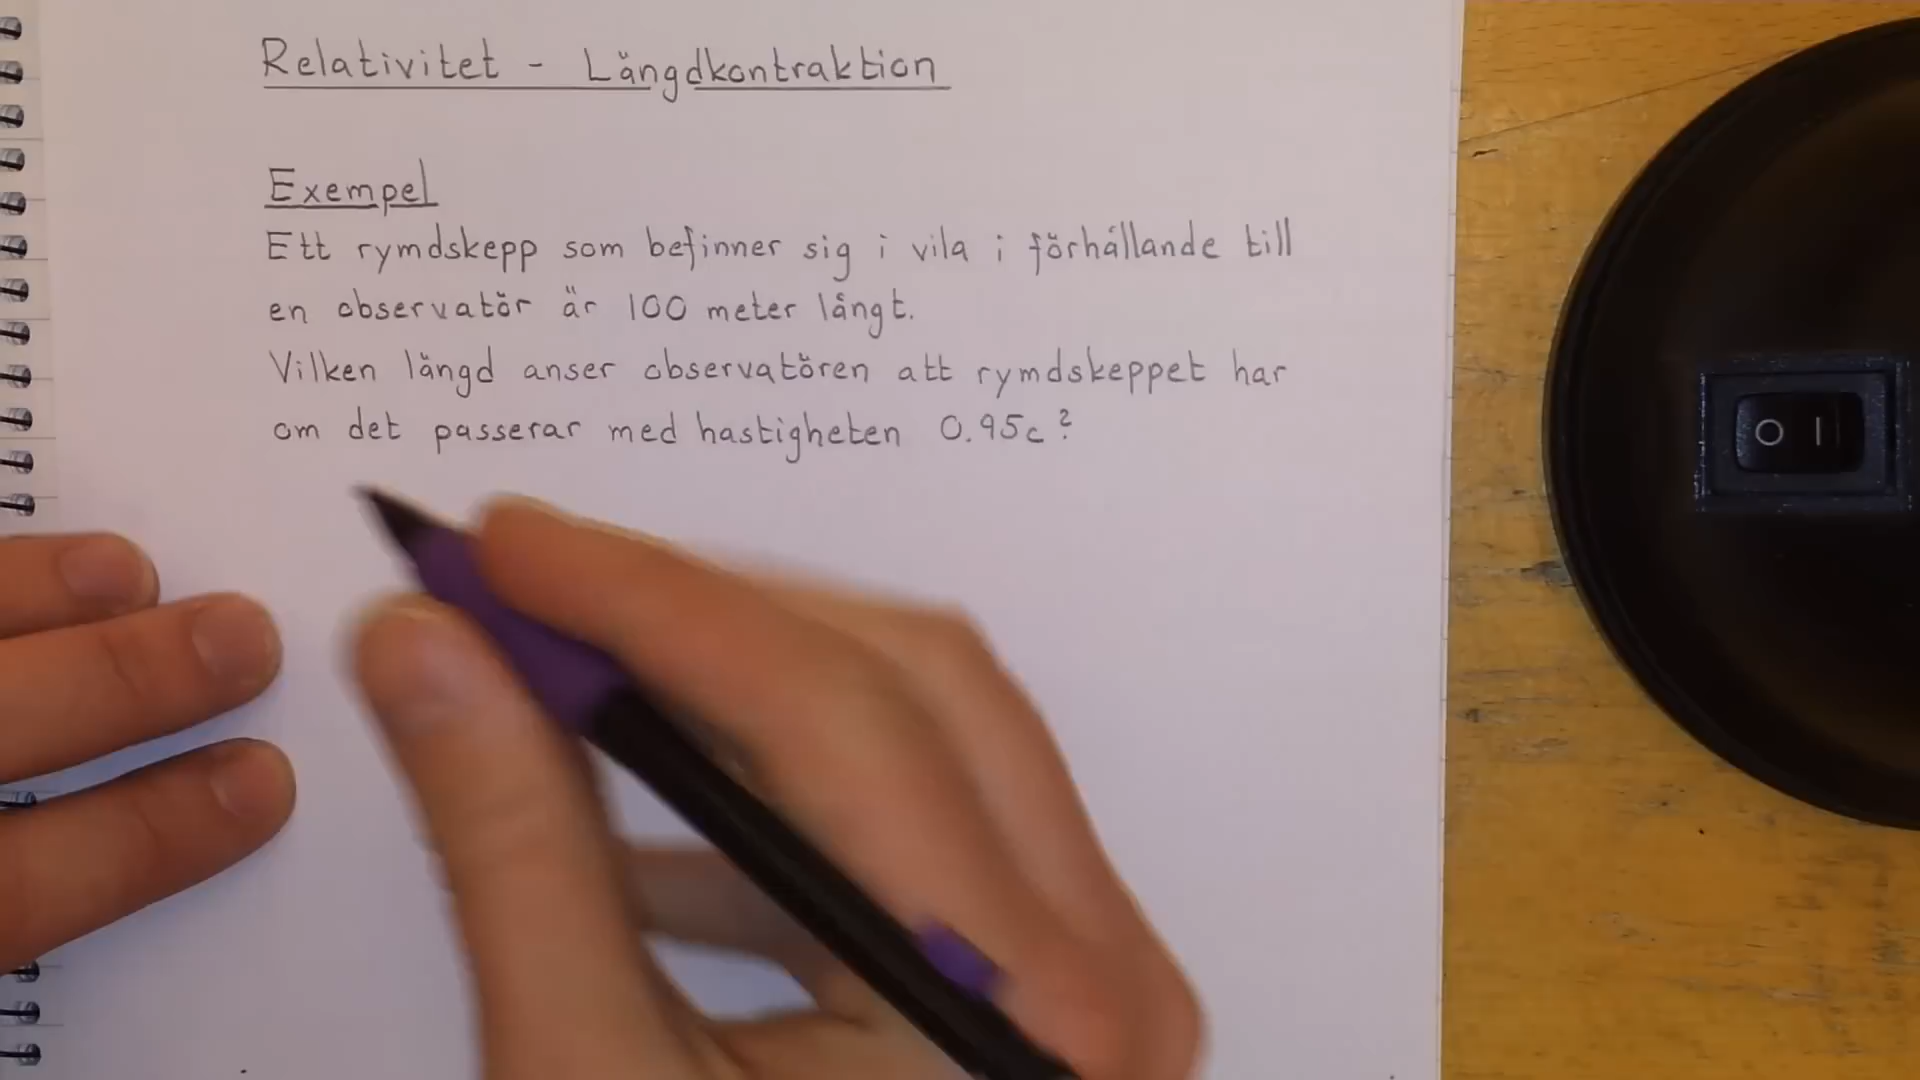 Relativitet - Längdkontraktion
Exempel
Ett rymdskepp som befinner sig i vila i förhållande till
en observatör är 100 meter långt.
Vilken längd anser observatören att rymdskeppet har
om det passerar med hastigheten 0.95c?
O I